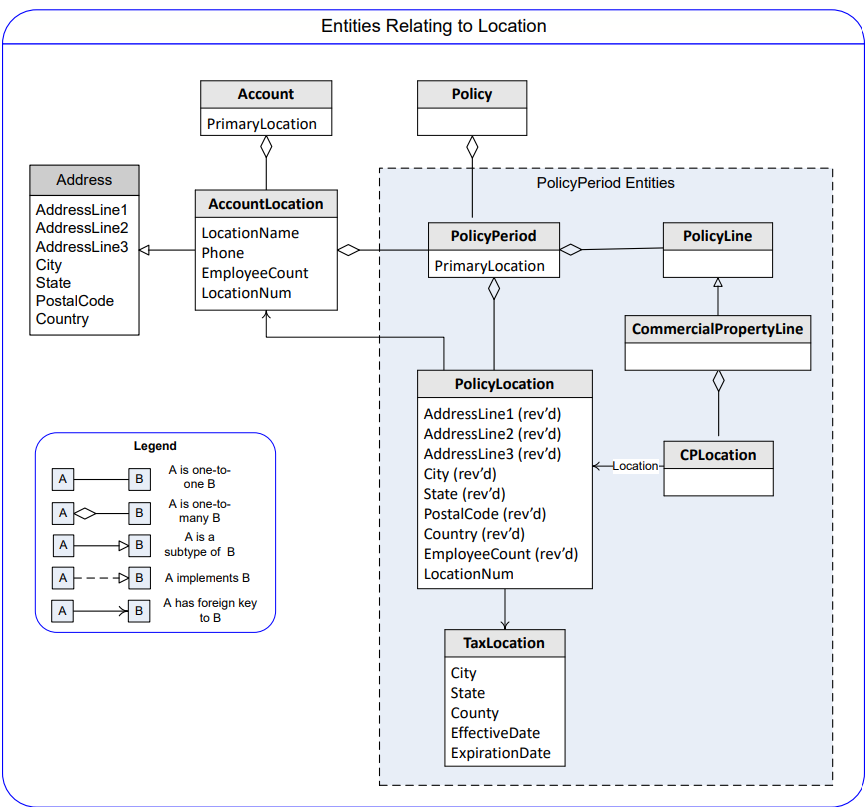 Entities Relating to Location
Account
PrimaryLocation
Policy
Address
AddressLine1
AddressLine2
AddressLine3
City
State
PostalCode
Country
AccountLocation
LocationName
Phone
EmployeeCount
LocationNum
PolicyPeriod Entities
PolicyPeriod
PrimaryLocation
PolicyLine
CommercialPropertyLine
PolicyLocation
AddressLine1 (rev’d)
AddressLine2 (rev’d)
AddressLine3 (rev’d)
City (rev’d)
State (rev’d)
PostalCode (rev’d)
Country (rev’d)
EmployeeCount (rev’d)
LocationNum
Location
CPLocation
TaxLocation
City
State
County
EffectiveDate
ExpirationDate
Legend
A B A is one-to-
one B
A B A is one-to-
many B
A B A is a
subtype of B
A B A implements B
A B A has foreign key
to B